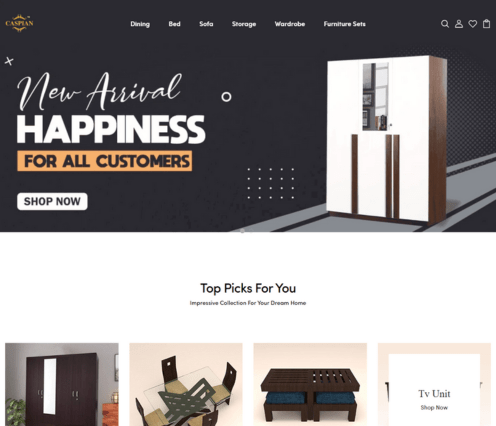 CASPIAN
Dining Bed Sofa Storage Wardrobe Furniture Sets
New Arrival
HAPPINESS
FOR ALL CUSTOMERS
SHOP NOW
Top Picks For You
Impressive Collection For Your Dream Home
Tv Unit
Shop Now